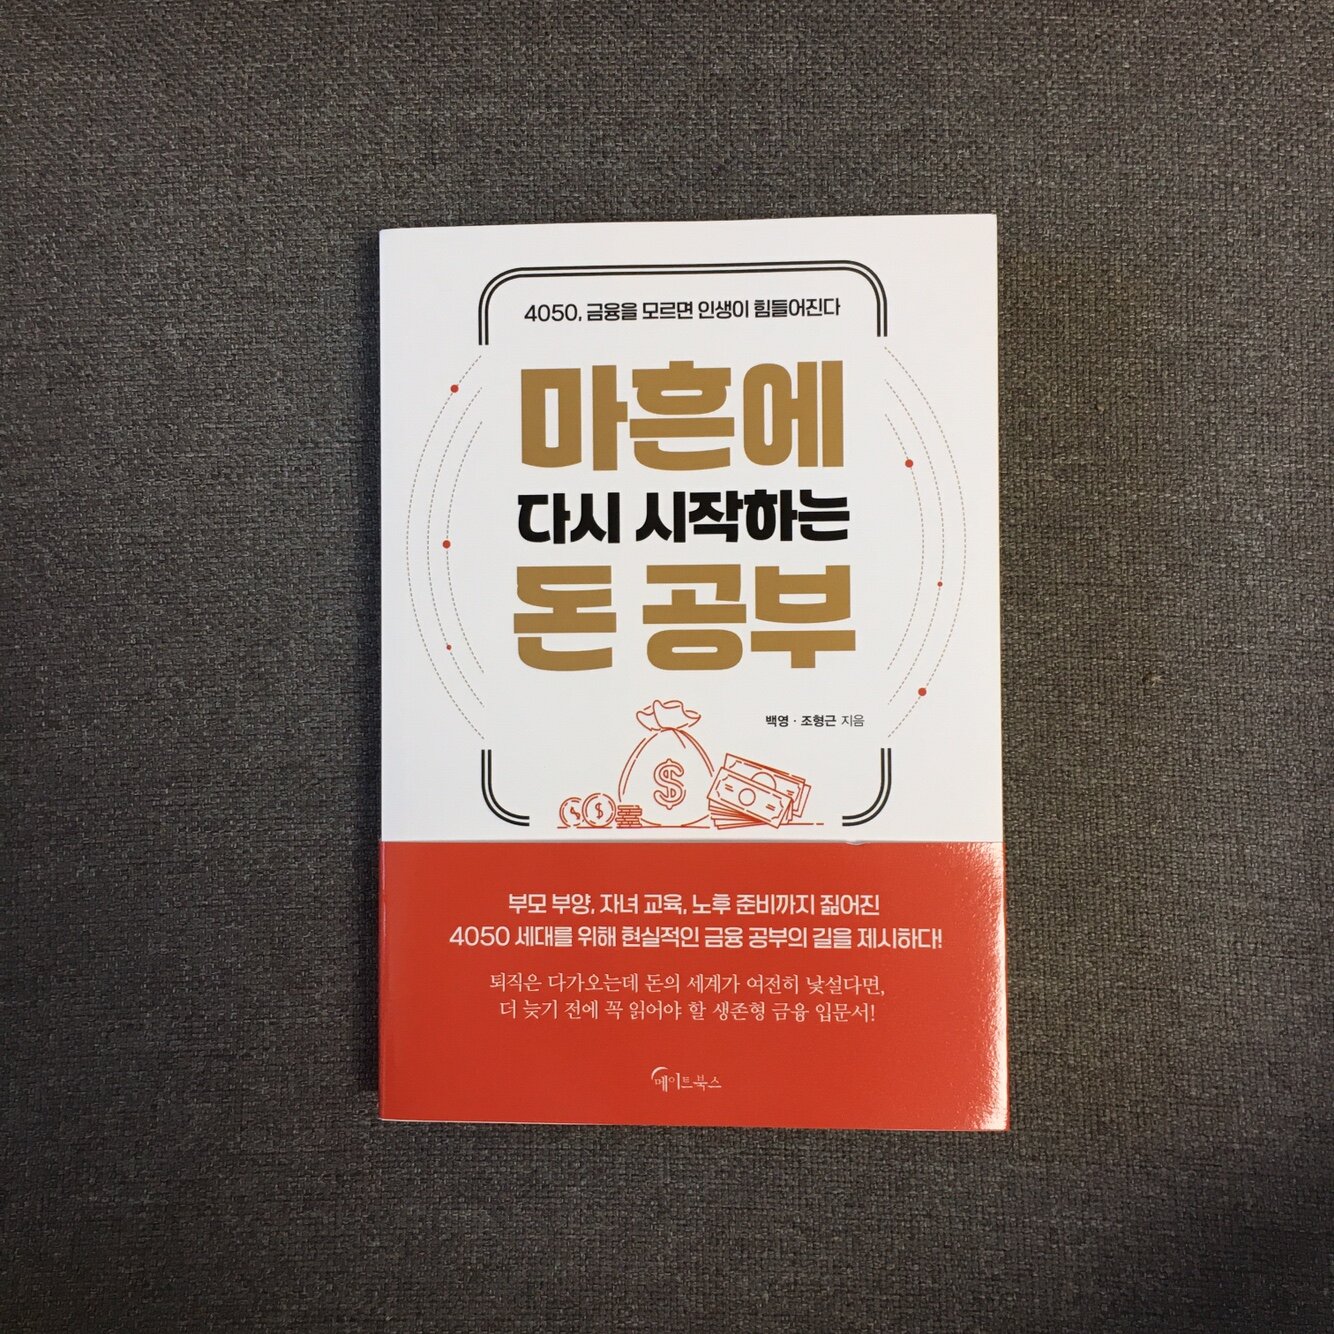 4050, 금융을 모르면 인생이 힘들어진다
마흔에
다시 시작하는
돈 공부
백영 · 조형근 지음
$
$
부모 부양, 자녀 교육, 노후 준비까지 짊어진
4050 세대를 위해 현실적인 금융 공부의 길을 제시하다!
퇴직은 다가오는데 돈의 세계가 여전히 낯설다면,
더 늦기 전에 꼭 읽어야 할 생존형 금융 입문서!
메이트북스